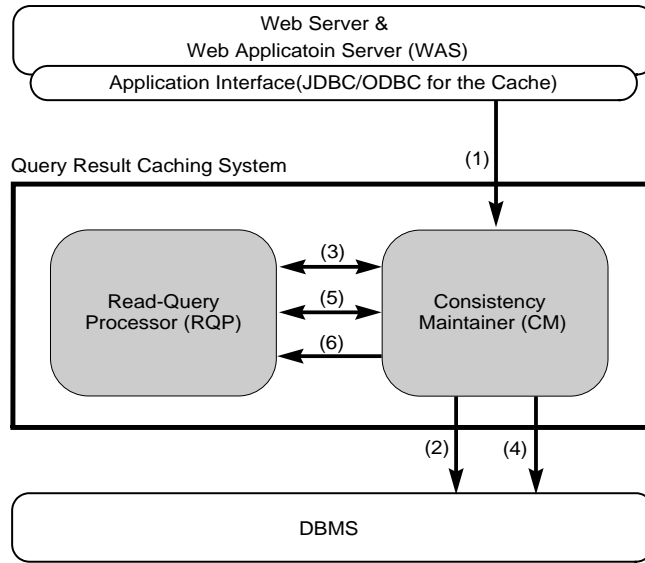 Web Server &
Web Applicatoin Server (WAS)
Application Interface(JDBC/ODBC for the Cache)
(1)
Query Result Caching System
(3)
Read-Query
Processor (RQP)
(5)
Consistency
Maintainer (CM)
(6)
(2)
(4)
DBMS